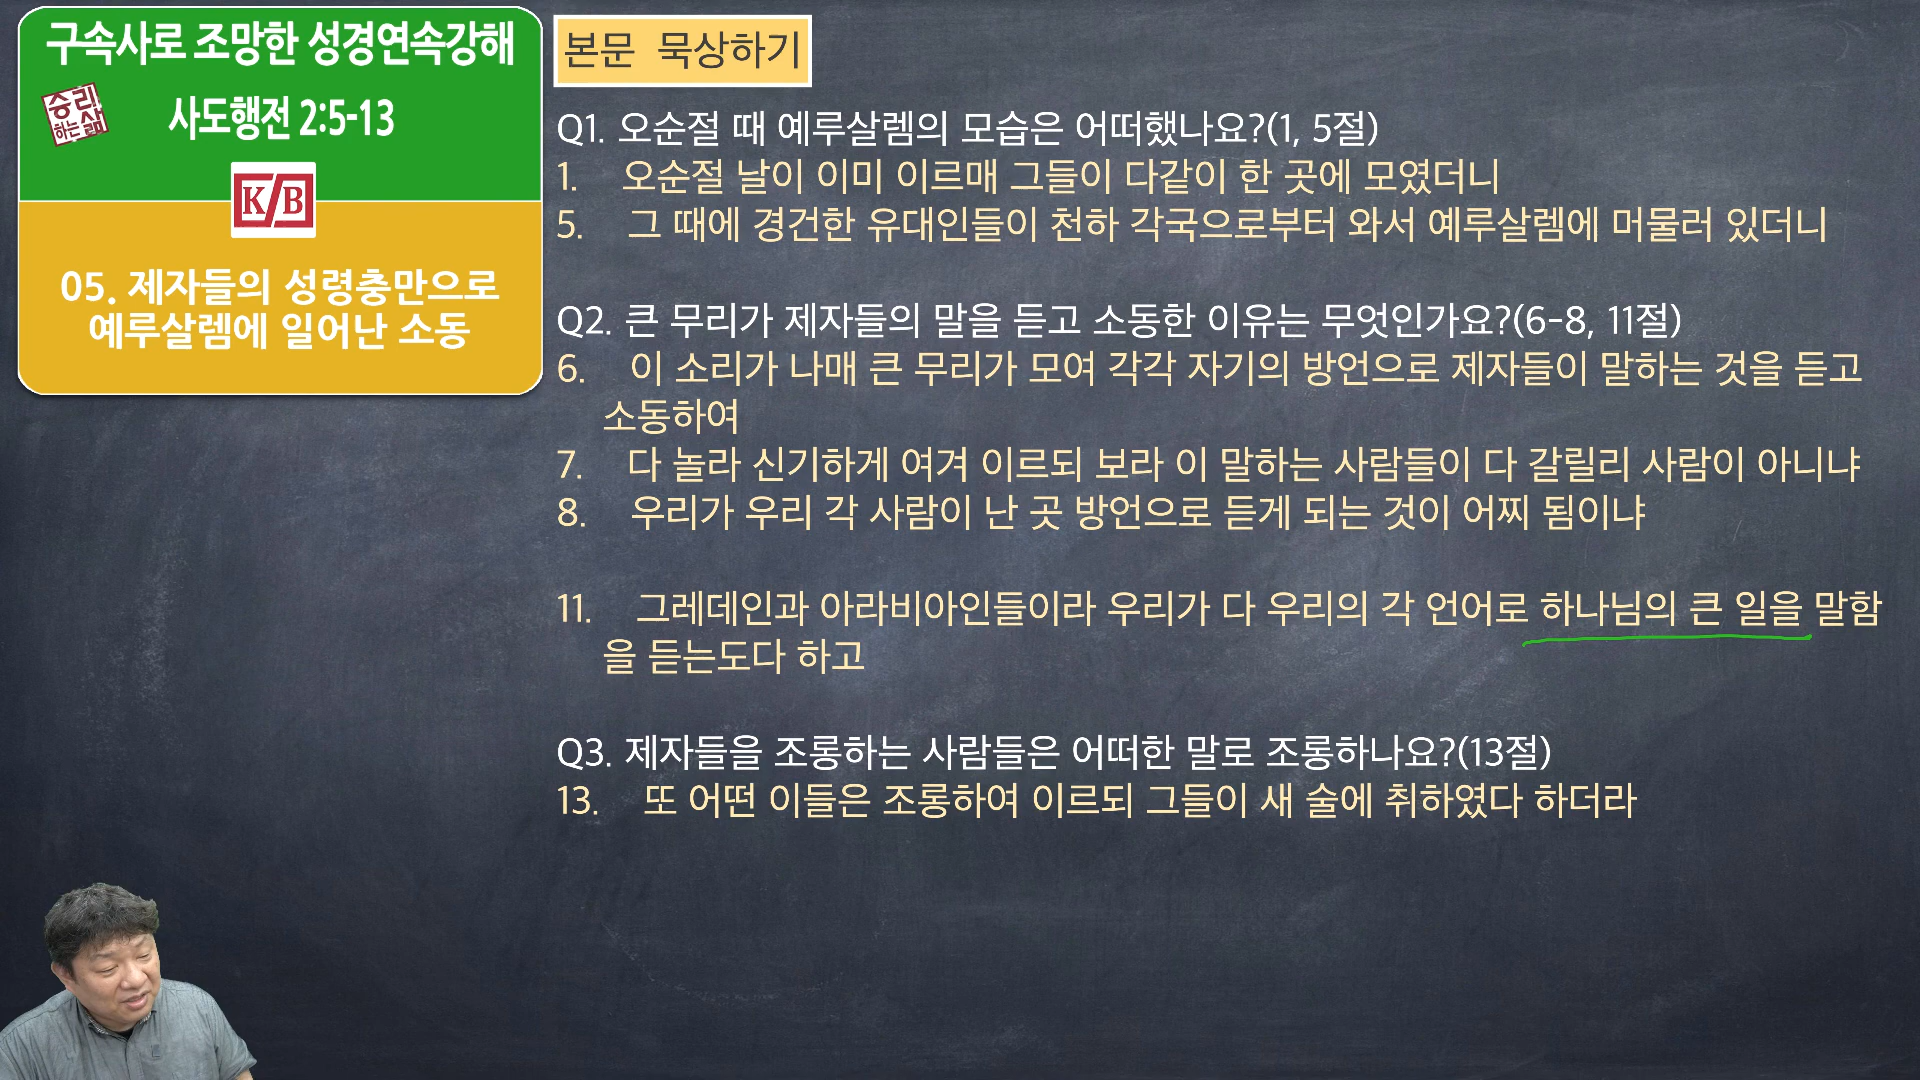 구속사로 조망한 성경연속강해
승리
하는 삶
사도행전 2:5-13
K/B
05. 제자들의 성령충만으로
예루살렘에 일어난 소동
본문 묵상하기
Q1. 오순절 때 예루살렘의 모습은 어떠했나요?(1, 5절)
1. 오순절 날이 이미 이르매 그들이 다같이 한 곳에 모였더니
5. 그 때에 경건한 유대인들이 천하 각국으로부터 와서 예루살렘에 머물러 있더니
Q2. 큰 무리가 제자들의 말을 듣고 소동한 이유는 무엇인가요?(6-8, 11절)
6. 이 소리가 나매 큰 무리가 모여 각각 자기의 방언으로 제자들이 말하는 것을 듣고
소동하여
7. 다 놀라 신기하게 여겨 이르되 보라 이 말하는 사람들이 다 갈릴리 사람이 아니냐
8. 우리가 우리 각 사람이 난 곳 방언으로 듣게 되는 것이 어찌 됨이냐
11. 그레데인과 아라비아인들이라 우리가 다 우리의 각 언어로 하나님의 큰 일을 말함
을 듣는도다 하고
Q3. 제자들을 조롱하는 사람들은 어떠한 말로 조롱하나요?(13절)
13. 또 어떤 이들은 조롱하여 이르되 그들이 새 술에 취하였다 하더라